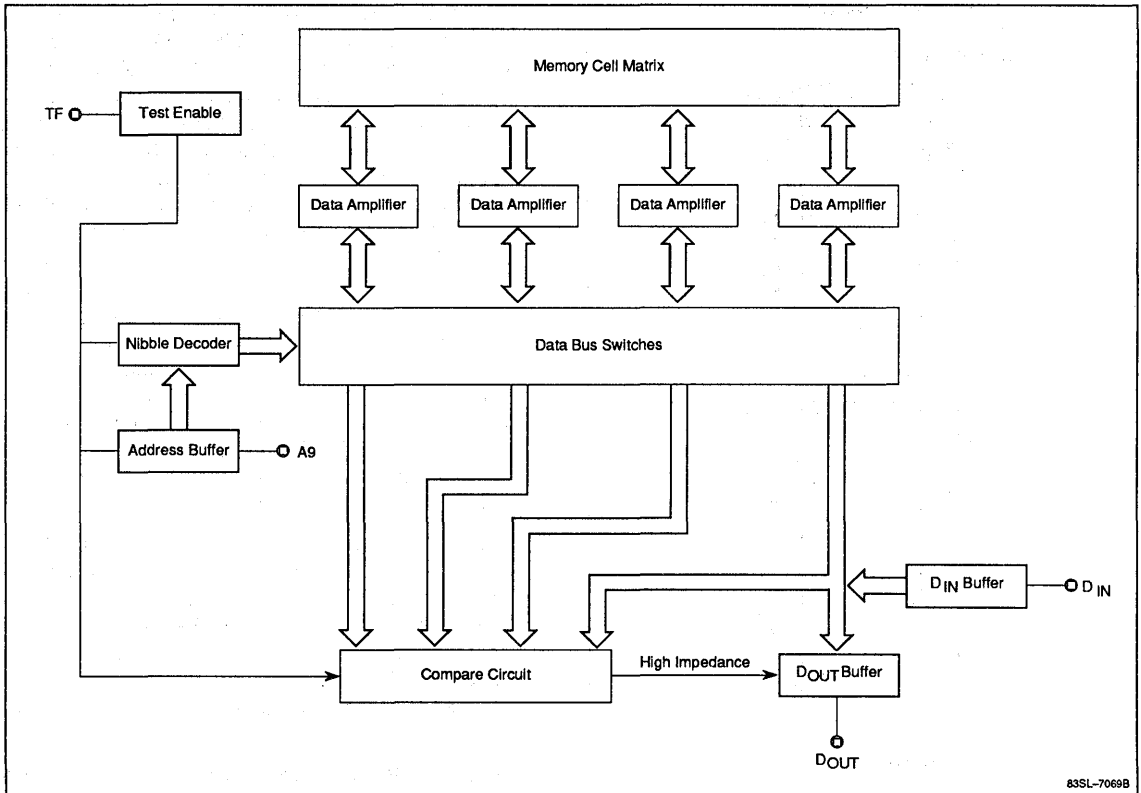 Memory Cell Matrix
TF
Test Enable
Data Amplifier
Data Amplifier
Data Amplifier
Data Amplifier
Nibble Decoder
Data Bus Switches
Address Buffer
A9
DIN Buffer
DIN
Compare Circuit
High Impedance
DOUT Buffer
DOUT
83SL-7069B